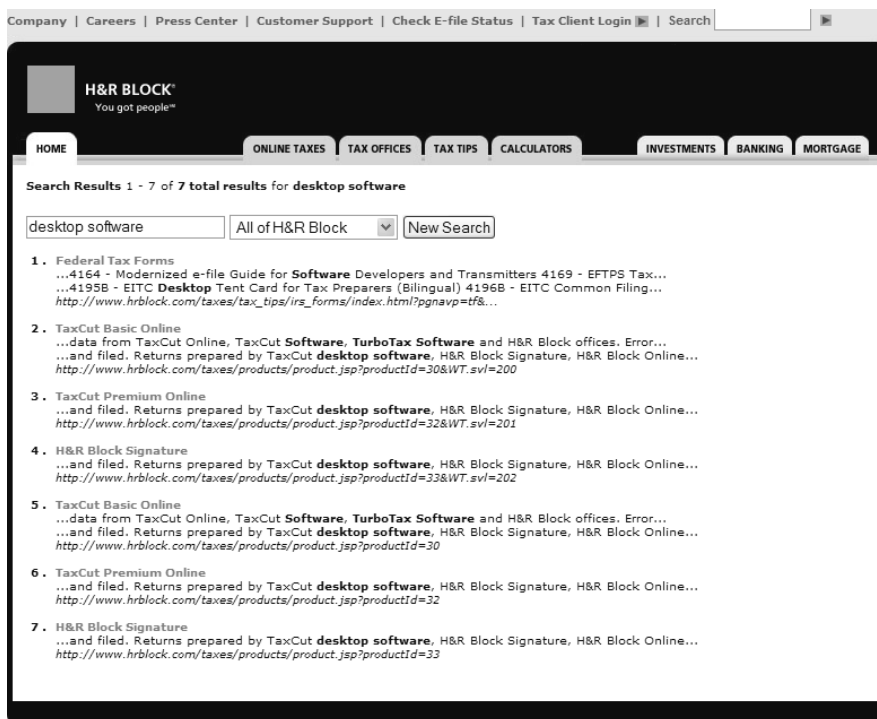 Company | Careers | Press Center | Customer Support | Check E-file Status | Tax Client Login | Search
H&R BLOCK®
You got people℠
HOME ONLINE TAXES TAX OFFICES TAX TIPS CALCULATORS INVESTMENTS BANKING MORTGAGE
Search Results 1 - 7 of 7 total results for desktop software
desktop software All of H&R Block New Search
1. Federal Tax Forms
...4164 - Modernized e-file Guide for Software Developers and Transmitters 4169 - EFTPS Tax...
...4195B - EITC Desktop Tent Card for Tax Preparers (Bilingual) 4196B - EITC Common Filing...
http://www.hrblock.com/taxes/tax_tips/irs_forms/index.html?pgnavp=tf&...
2. TaxCut Basic Online
...data from TaxCut Online, TaxCut Software, TurboTax Software and H&R Block offices. Error...
...and filed. Returns prepared by TaxCut desktop software, H&R Block Signature, H&R Block Online...
http://www.hrblock.com/taxes/products/product.jsp?productId=30&WT.svl=200
3. TaxCut Premium Online
...and filed. Returns prepared by TaxCut desktop software, H&R Block Signature, H&R Block Online...
http://www.hrblock.com/taxes/products/product.jsp?productId=32&WT.svl=201
4. H&R Block Signature
...and filed. Returns prepared by TaxCut desktop software, H&R Block Signature, H&R Block Online...
http://www.hrblock.com/taxes/products/product.jsp?productId=33&WT.svl=202
5. TaxCut Basic Online
...data from TaxCut Online, TaxCut Software, TurboTax Software and H&R Block offices. Error...
...and filed. Returns prepared by TaxCut desktop software, H&R Block Signature, H&R Block Online...
http://www.hrblock.com/taxes/products/product.jsp?productId=30
6. TaxCut Premium Online
...and filed. Returns prepared by TaxCut desktop software, H&R Block Signature, H&R Block Online...
http://www.hrblock.com/taxes/products/product.jsp?productId=32
7. H&R Block Signature
...and filed. Returns prepared by TaxCut desktop software, H&R Block Signature, H&R Block Online...
http://www.hrblock.com/taxes/products/product.jsp?productId=33